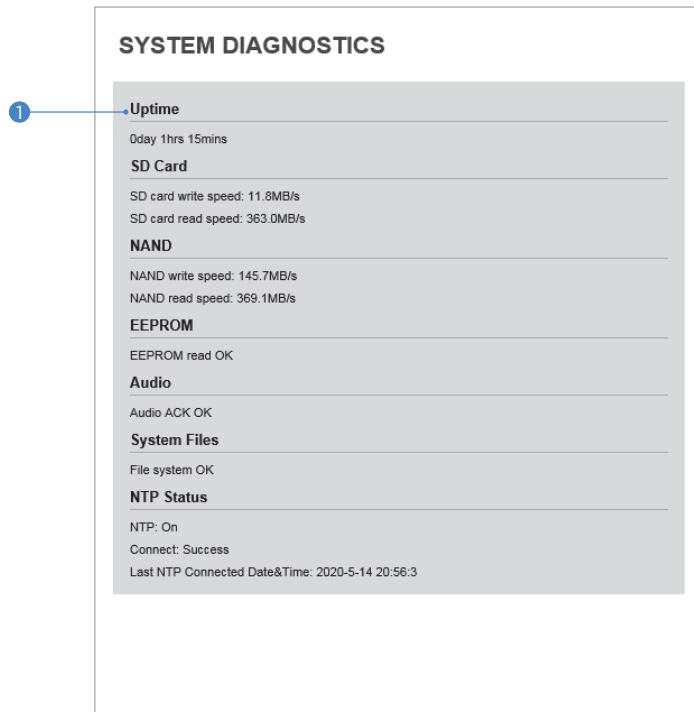 SYSTEM DIAGNOSTICS
1
Uptime
0day 1hrs 15mins
SD Card
SD card write speed: 11.8MB/s
SD card read speed: 363.0MB/s
NAND
NAND write speed: 145.7MB/s
NAND read speed: 369.1MB/s
EEPROM
EEPROM read OK
Audio
Audio ACK OK
System Files
File system OK
NTP Status
NTP: On
Connect: Success
Last NTP Connected Date&Time: 2020-5-14 20:56:3